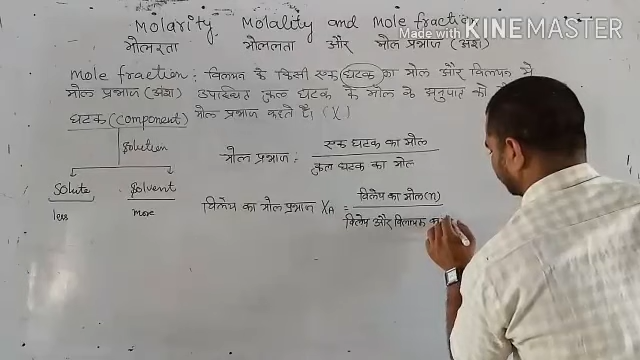 Made with KINEMASTER
Molarity, Molality and mole fraction
मोलरता मोललता और मोल प्रभाज (अंश)
mole fraction : विलयन के किसी एक घटक का मोल और विलयन में
मोल प्रभाज (अंश) उपस्थित कुल घटक के मोल के अनुपात को
घटक (component) मोल प्रभाज कहते हैं। (X)
Solution
मोल प्रभाज = एक घटक का मोल
कुल घटक का मोल
Solute Solvent
less more
विलेय का मोल प्रभाज XA = विलेय का मोल (n)
विलेय और विलायक का